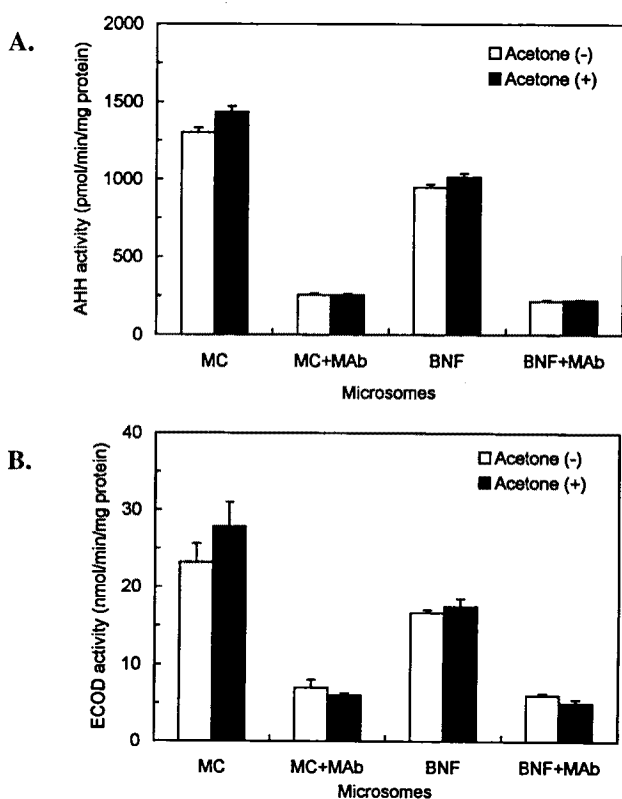 A.
2000
1500
1000
500
0
AHH activity (pmol/min/mg protein)
Acetone (-)
Acetone (+)
MC MC+MAb BNF BNF+MAb
Microsomes
B.
40
30
20
10
0
ECOD activity (nmol/min/mg protein)
Acetone (-)
Acetone (+)
MC MC+MAb BNF BNF+MAb
Microsomes